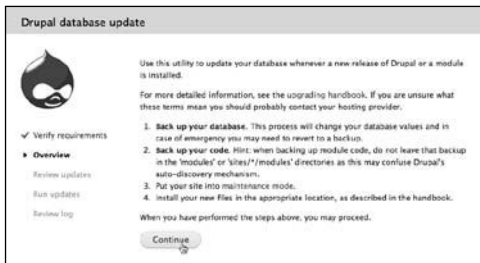 Drupal database update
Use this utility to update your database whenever a new release of Drupal or a module
is installed.
For more detailed information, see the upgrading handbook. If you are unsure what
these terms mean you should probably contact your hosting provider.
✔ Verify requirements
▸ Overview
Review updates
Run updates
Review log
1. Back up your database. This process will change your database values and in
case of emergency you may need to revert to a backup.
2. Back up your code. Hint: when backing up module code, do not leave that backup
in the 'modules' or 'sites/*/modules' directories as this may confuse Drupal's
auto-discovery mechanism.
3. Put your site into maintenance mode.
4. Install your new files in the appropriate location, as described in the handbook.
When you have performed the steps above, you may proceed.
Continue